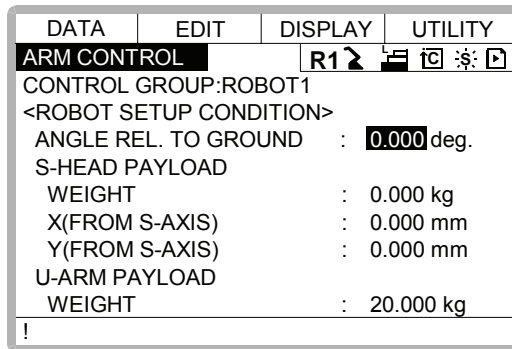 DATA EDIT DISPLAY UTILITY
ARM CONTROL R1 L C S
CONTROL GROUP:ROBOT1
<ROBOT SETUP CONDITION>
ANGLE REL. TO GROUND : 0.000 deg.
S-HEAD PAYLOAD
WEIGHT : 0.000 kg
X(FROM S-AXIS) : 0.000 mm
Y(FROM S-AXIS) : 0.000 mm
U-ARM PAYLOAD
WEIGHT : 20.000 kg
!